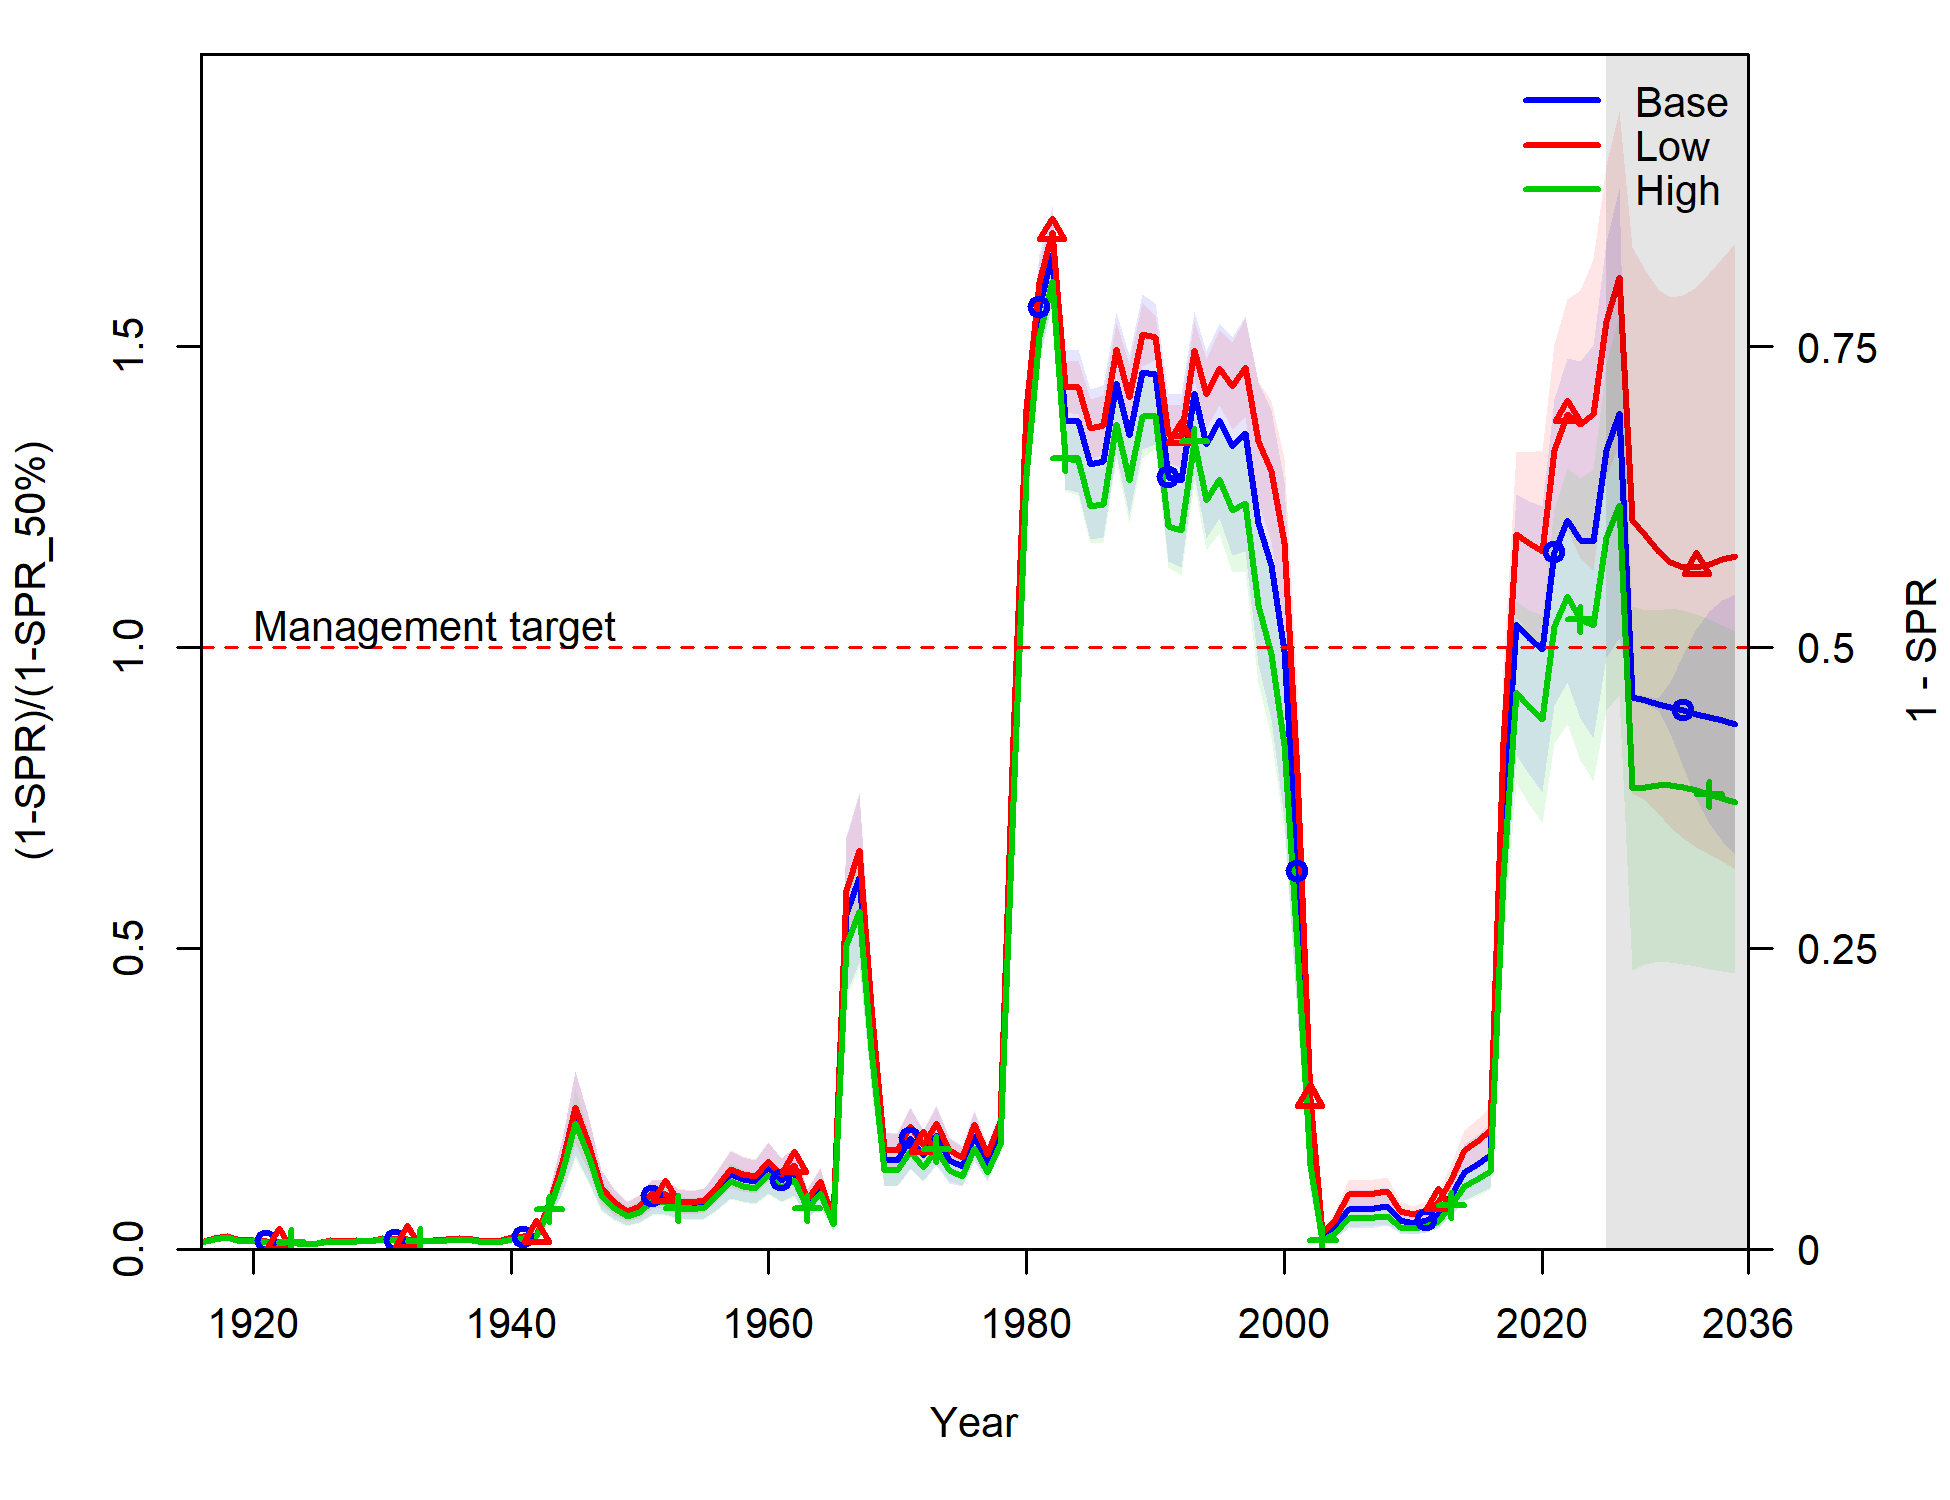 Base
Low
High
Management target
(1-SPR)/(1-SPR_50%)
0.0
0.5
1.0
1.5
1 - SPR
0
0.25
0.5
0.75
1920
1940
1960
1980
2000
2020
2036
Year